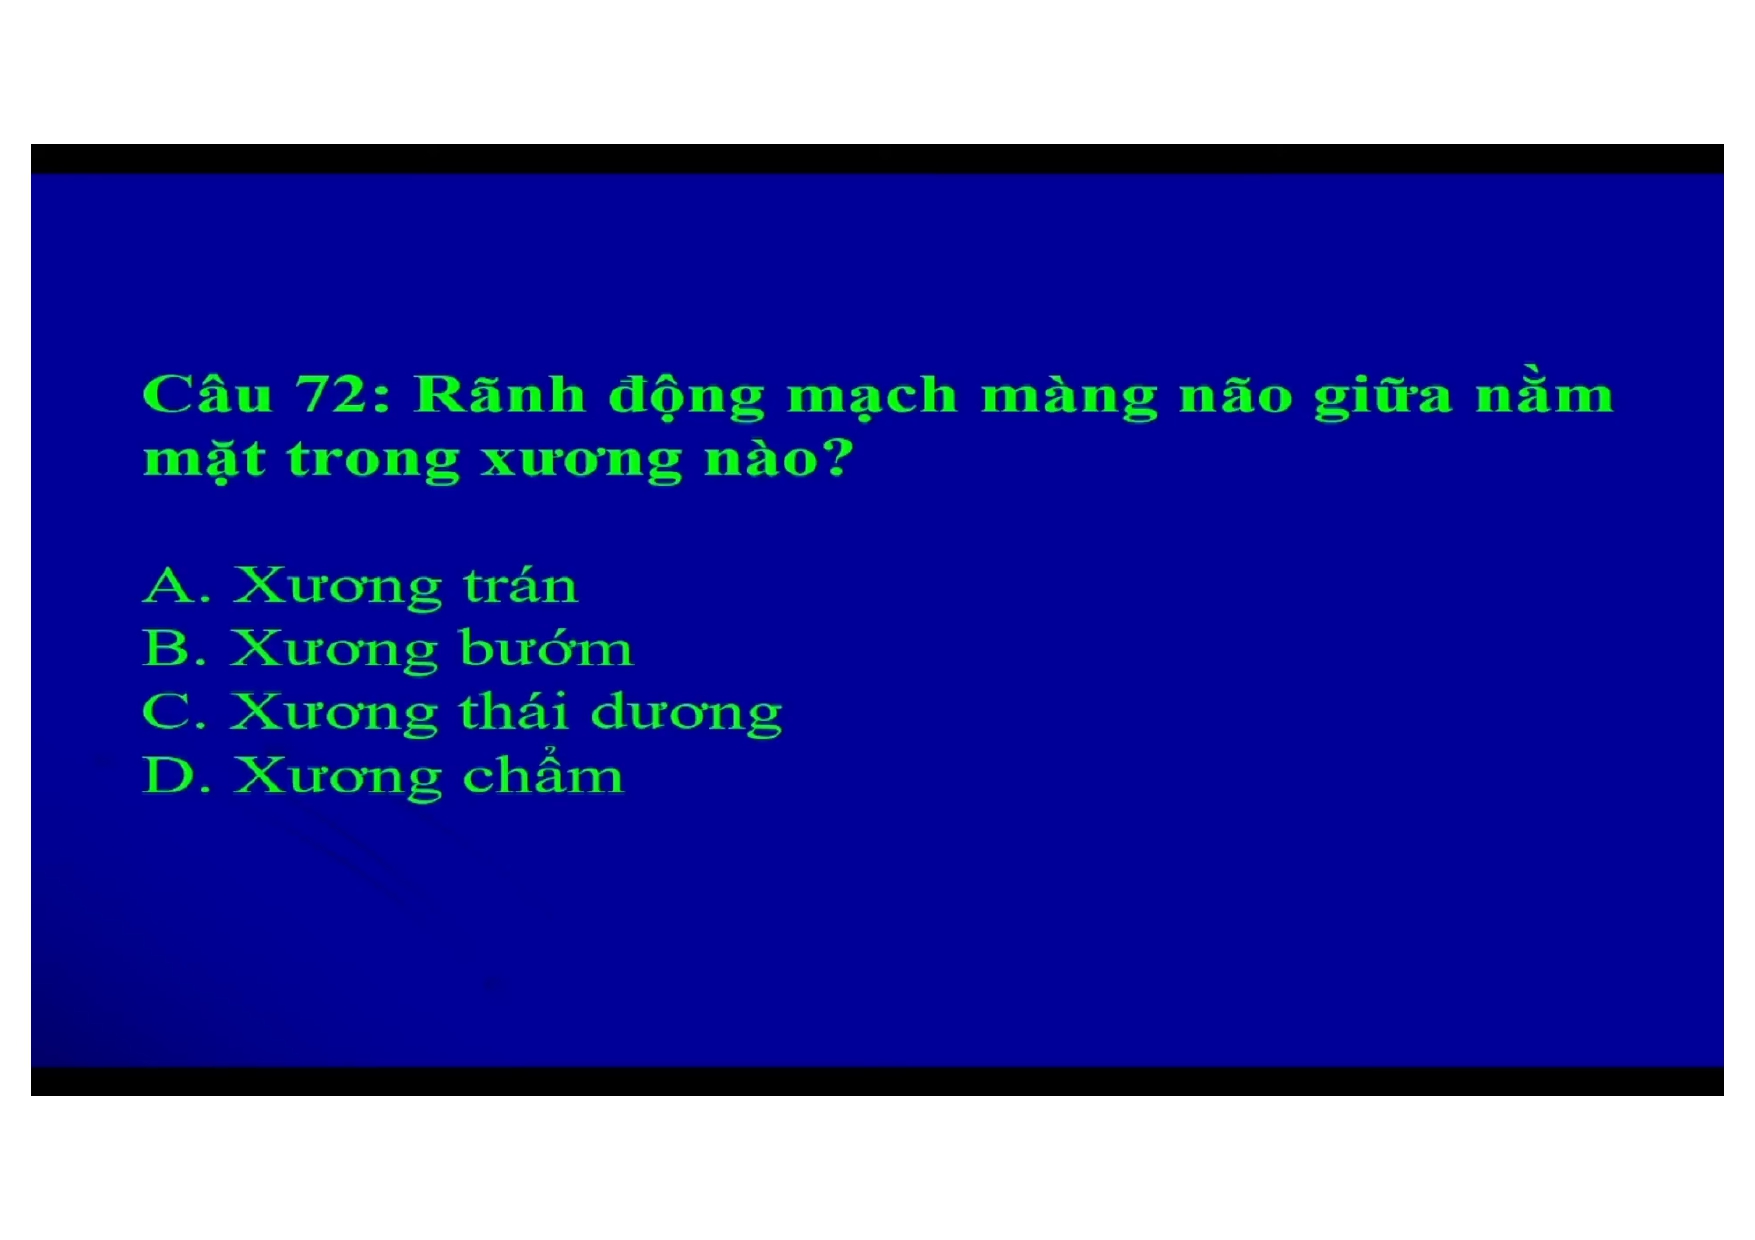 Câu 72: Rãnh động mạch màng não giữa nằm
mặt trong xương nào?
A. Xương trán
B. Xương bướm
C. Xương thái dương
D. Xương chẩm